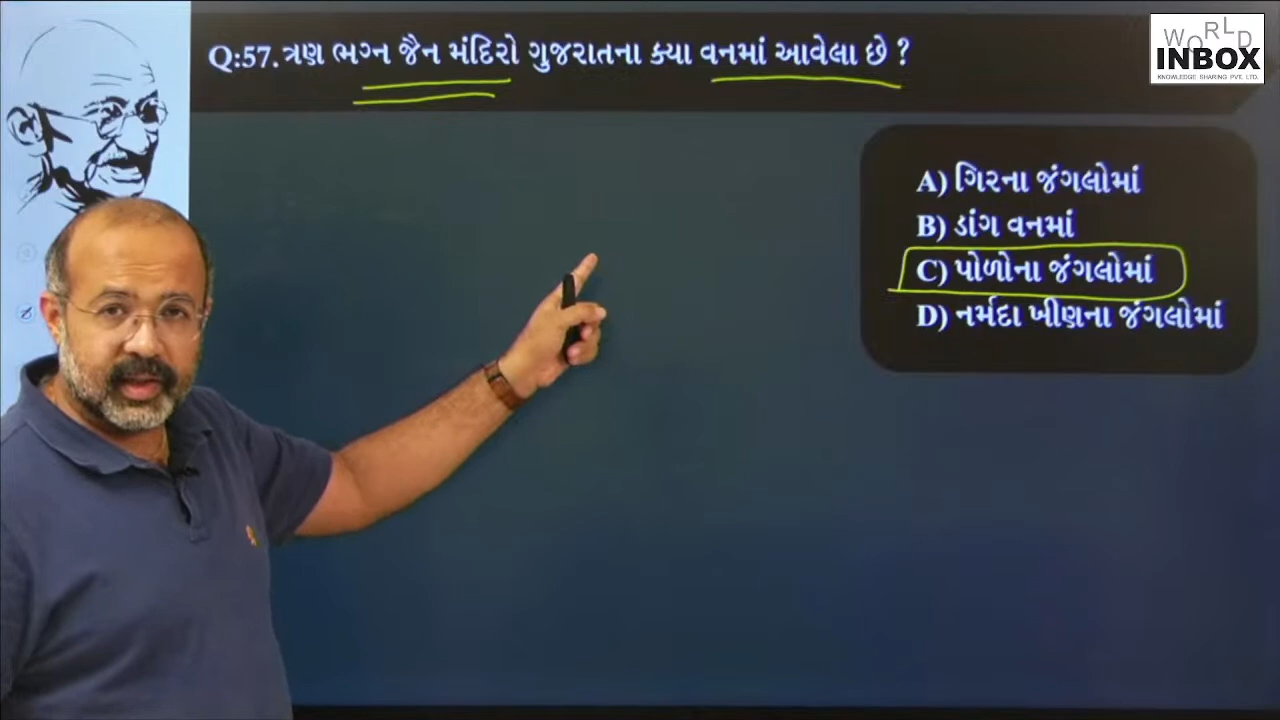 Q:57. ત્રણ ભગ્ન જૈન મંદિરો ગુજરાતના ક્યા વનમાં આવેલા છે ?
WORLD
INBOX
KNOWLEDGE SHARING PVT. LTD.
A) ગિરના જંગલોમાં
B) ડાંગ વનમાં
C) પોળોના જંગલોમાં
D) નર્મદા ખીણના જંગલોમાં